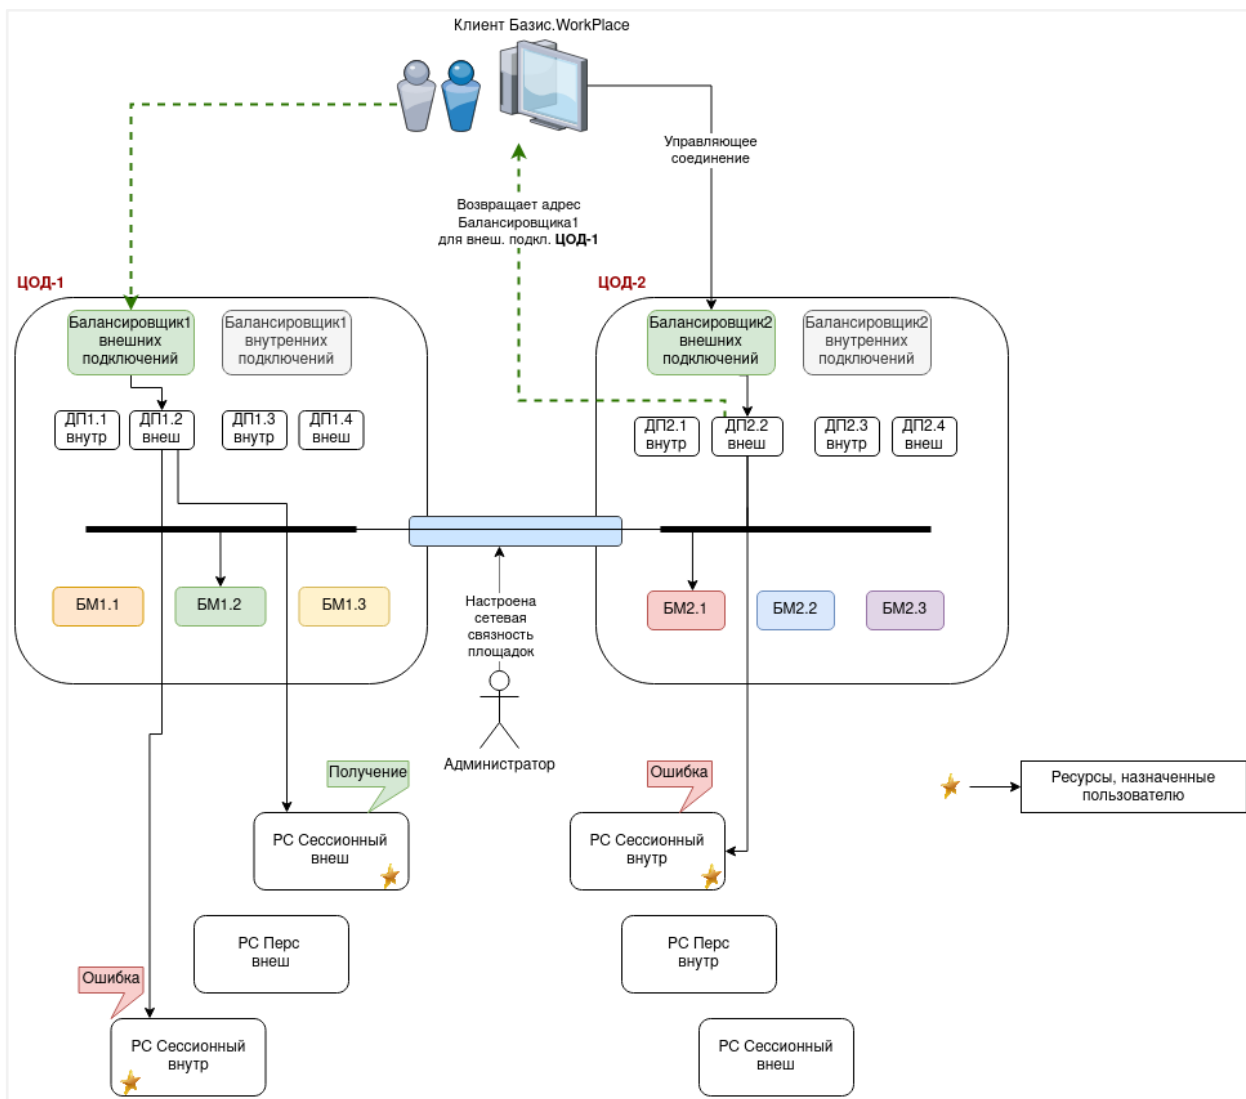 Клиент Базис.WorkPlace
Управляющее
соединение
Возвращает адрес
Балансировщика1
для внеш. подкл. ЦОД-1
ЦОД-1
ЦОД-2
Балансировщик1
внешних
подключений
Балансировщик1
внутренних
подключений
Балансировщик2
внешних
подключений
Балансировщик2
внутренних
подключений
ДП1.1
внутр
ДП1.2
внеш
ДП1.3
внутр
ДП1.4
внеш
ДП2.1
внутр
ДП2.2
внеш
ДП2.3
внутр
ДП2.4
внеш
БМ1.1
БМ1.2
БМ1.3
Настроена
сетевая
связность
площадок
БМ2.1
БМ2.2
БМ2.3
Администратор
Получение
Ошибка
Ресурсы, назначенные
пользователю
РС Сессионный
внеш
РС Сессионный
внутр
РС Перс
внеш
РС Перс
внутр
Ошибка
РС Сессионный
внутр
РС Сессионный
внеш